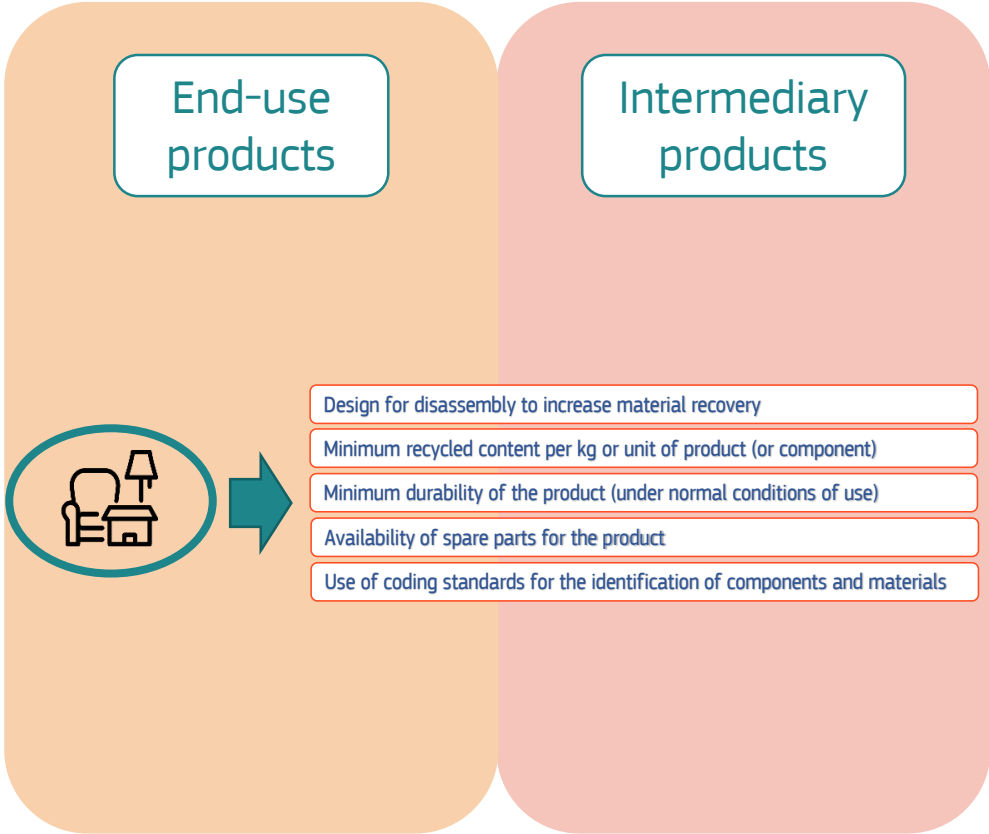 End-use
products
Intermediary
products
Design for disassembly to increase material recovery
Minimum recycled content per kg or unit of product (or component)
Minimum durability of the product (under normal conditions of use)
Availability of spare parts for the product
Use of coding standards for the identification of components and materials